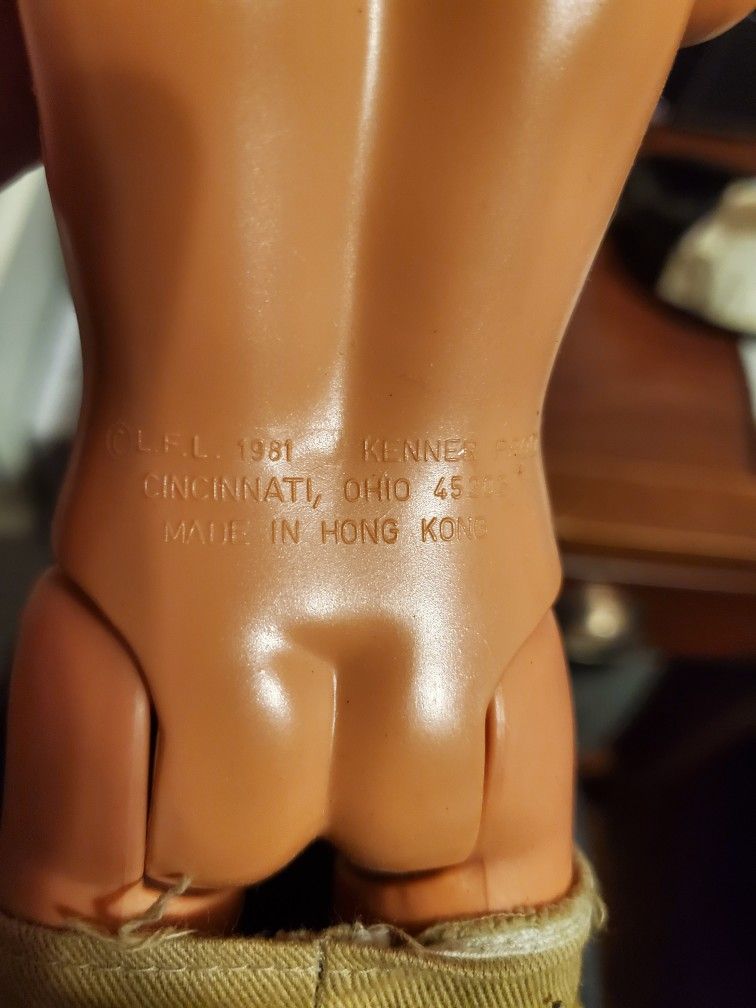 © L.F.L. 1981 KENNER
CINCINNATI, OHIO
MADE IN HONG KONG